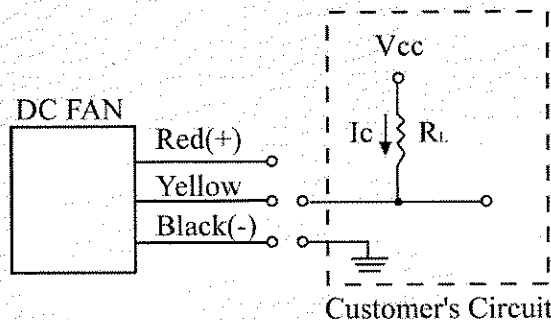 Vcc
DC FAN
Ic
RL
Red(+)
Yellow
Black(-)
Customer's Circuit